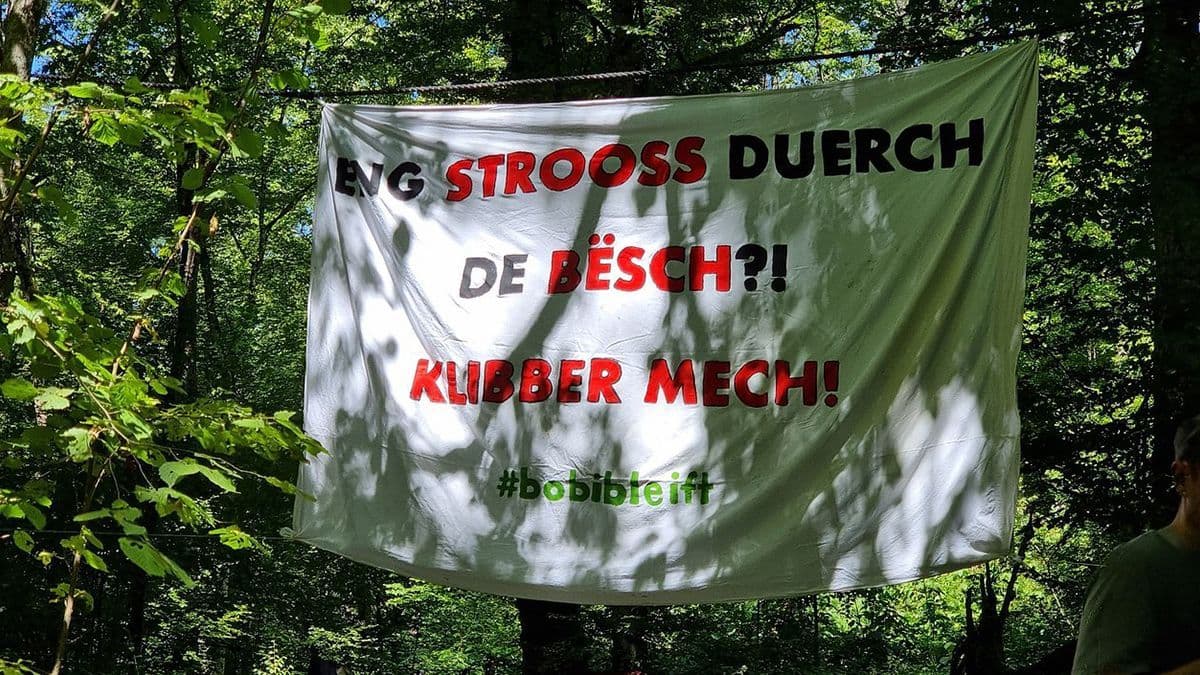 ENG STROOSS DUERCH
DE BËSCH?!
KLIBBER MECH!
#bobibleift